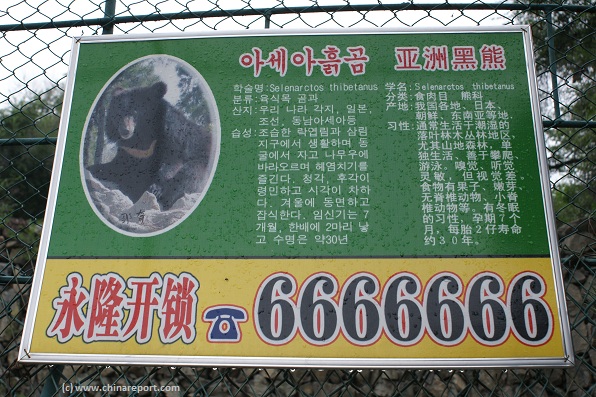 아세아흙곰 亚洲黑熊
학술명:Selenarctos thibetanus
분류:육식목 곰과
산지:우리 나라 각지, 일본,
조선, 동남아세아등
습성:조습한 락엽림과 삼림
지구에서 생활하며 동
굴에서 자고 나무우에
바라오르며 헤염치기를
즐긴다. 청각, 후각이
령민하고 시각이 차하
다. 겨울에 동면하고
잡식한다. 임신기는 7
개월, 한배에 2마리 낳
고 수명은 약30년
学名:Selenarctos thibetanus
分类:食肉目 熊科
产地:我国各地、日本、
朝鲜、东南亚等地,
习性:通常生活于潮湿的
落叶林木丛林地区,
尤其山地森林,单
独生活、善于攀爬、
游泳、嗅觉、听觉
灵敏,但视觉差。
食物有果子、嫩芽、
无脊椎动物、小脊
椎动物等,有冬眠
的习性,孕期7个
月,每胎2仔寿命
约30年.
永隆开锁 ☎ 6666666
(c) www.chinareport.com